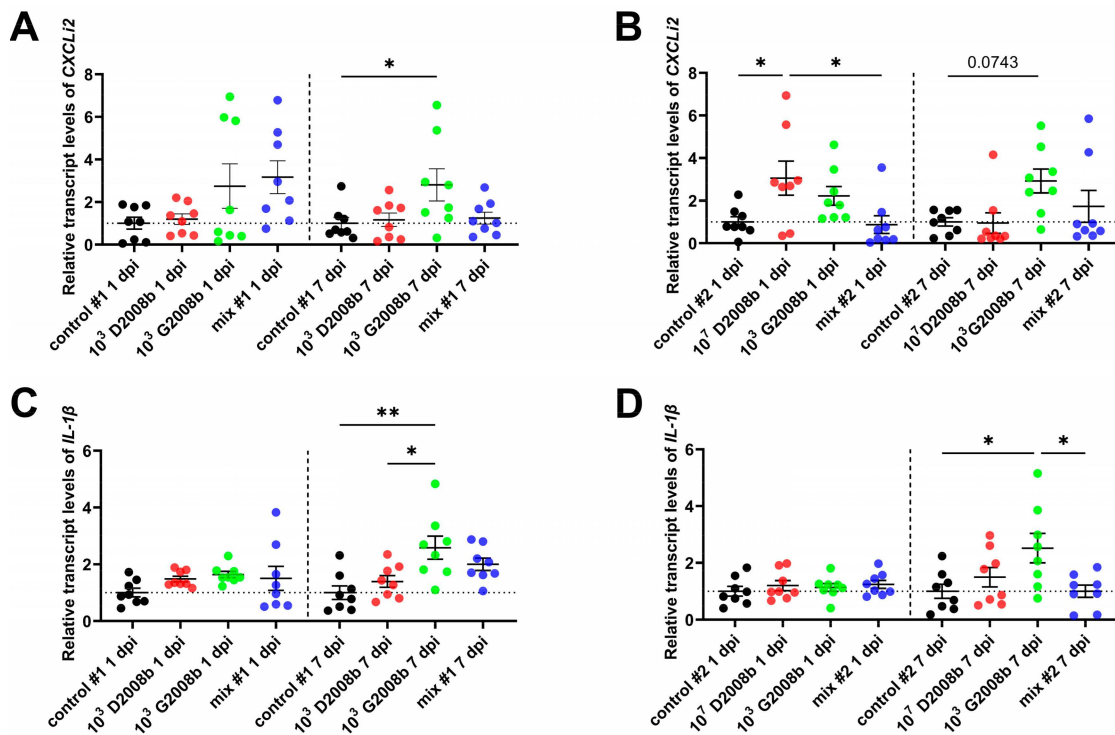 A
Relative transcript levels of CXCLi2
8
6
4
2
0
*
control #1 1 dpi
10³ D2008b 1 dpi
10³ G2008b 1 dpi
mix #1 1 dpi
control #1 7 dpi
10³ D2008b 7 dpi
10³ G2008b 7 dpi
mix #1 7 dpi
B
Relative transcript levels of CXCLi2
8
6
4
2
0
*
*
0.0743
control #2 1 dpi
10⁷ D2008b 1 dpi
10³ G2008b 1 dpi
mix #2 1 dpi
control #2 7 dpi
10⁷ D2008b 7 dpi
10³ G2008b 7 dpi
mix #2 7 dpi
C
Relative transcript levels of IL-1β
6
4
2
0
**
*
control #1 1 dpi
10³ D2008b 1 dpi
10³ G2008b 1 dpi
mix #1 1 dpi
control #1 7 dpi
10³ D2008b 7 dpi
10³ G2008b 7 dpi
mix #1 7 dpi
D
Relative transcript levels of IL-1β
6
4
2
0
*
*
control #2 1 dpi
10⁷ D2008b 1 dpi
10³ G2008b 1 dpi
mix #2 1 dpi
control #2 7 dpi
10⁷ D2008b 7 dpi
10³ G2008b 7 dpi
mix #2 7 dpi